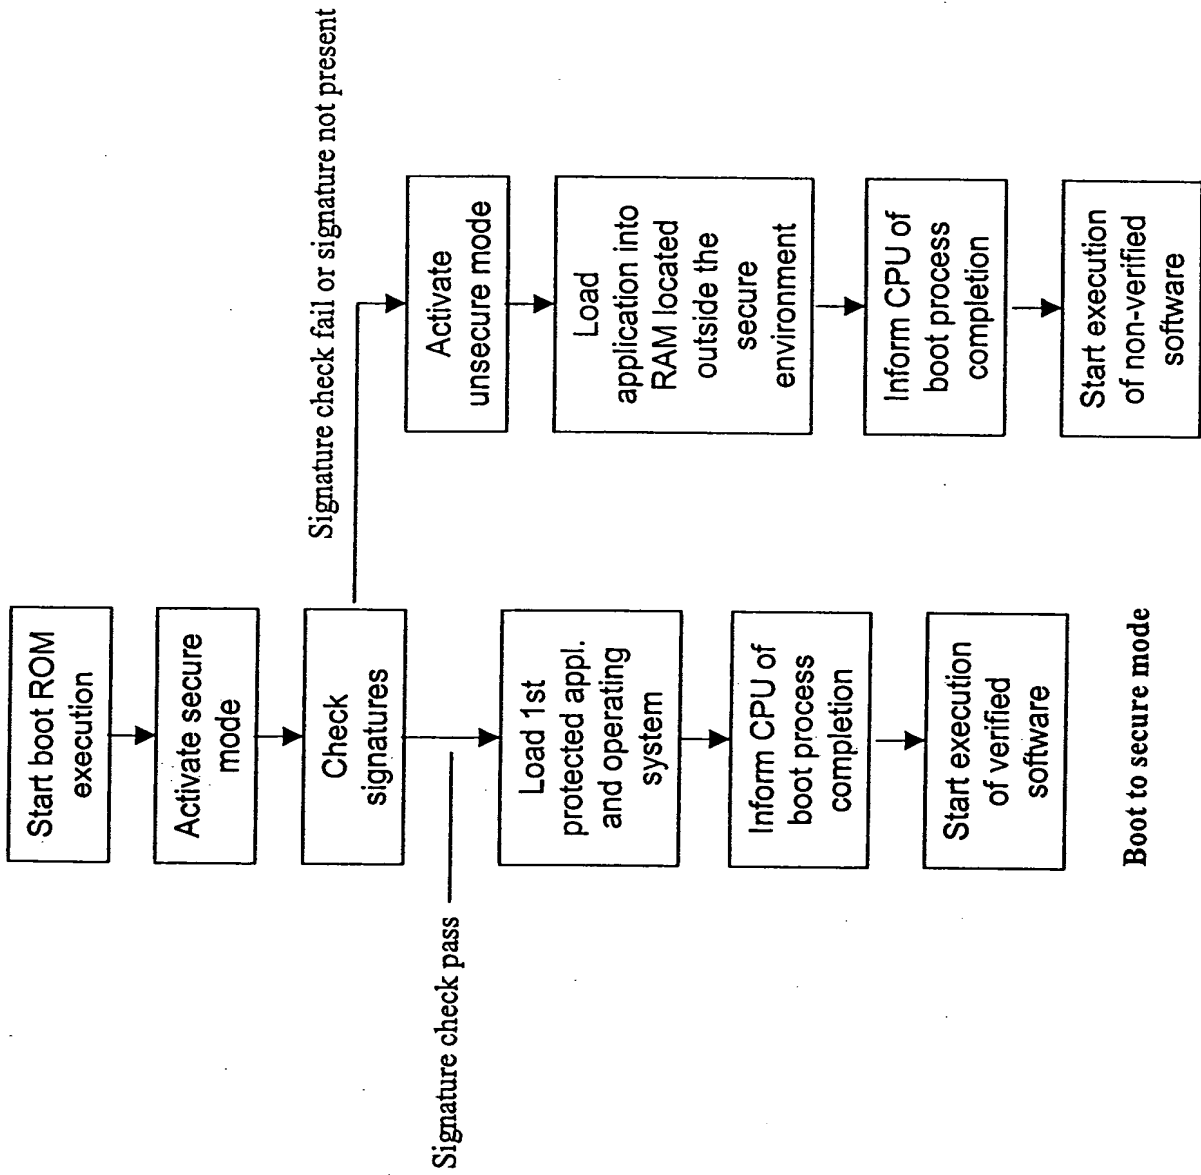 Start boot ROM
execution
Activate secure
mode
Check
signatures
Signature check fail or signature not present
Signature check pass
Load 1st
protected appl.
and operating
system
Inform CPU of
boot process
completion
Start execution
of verified
software
Activate
unsecure mode
Load
application into
RAM located
outside the
secure
environment
Inform CPU of
boot process
completion
Start execution
of non-verified
software
Boot to secure mode